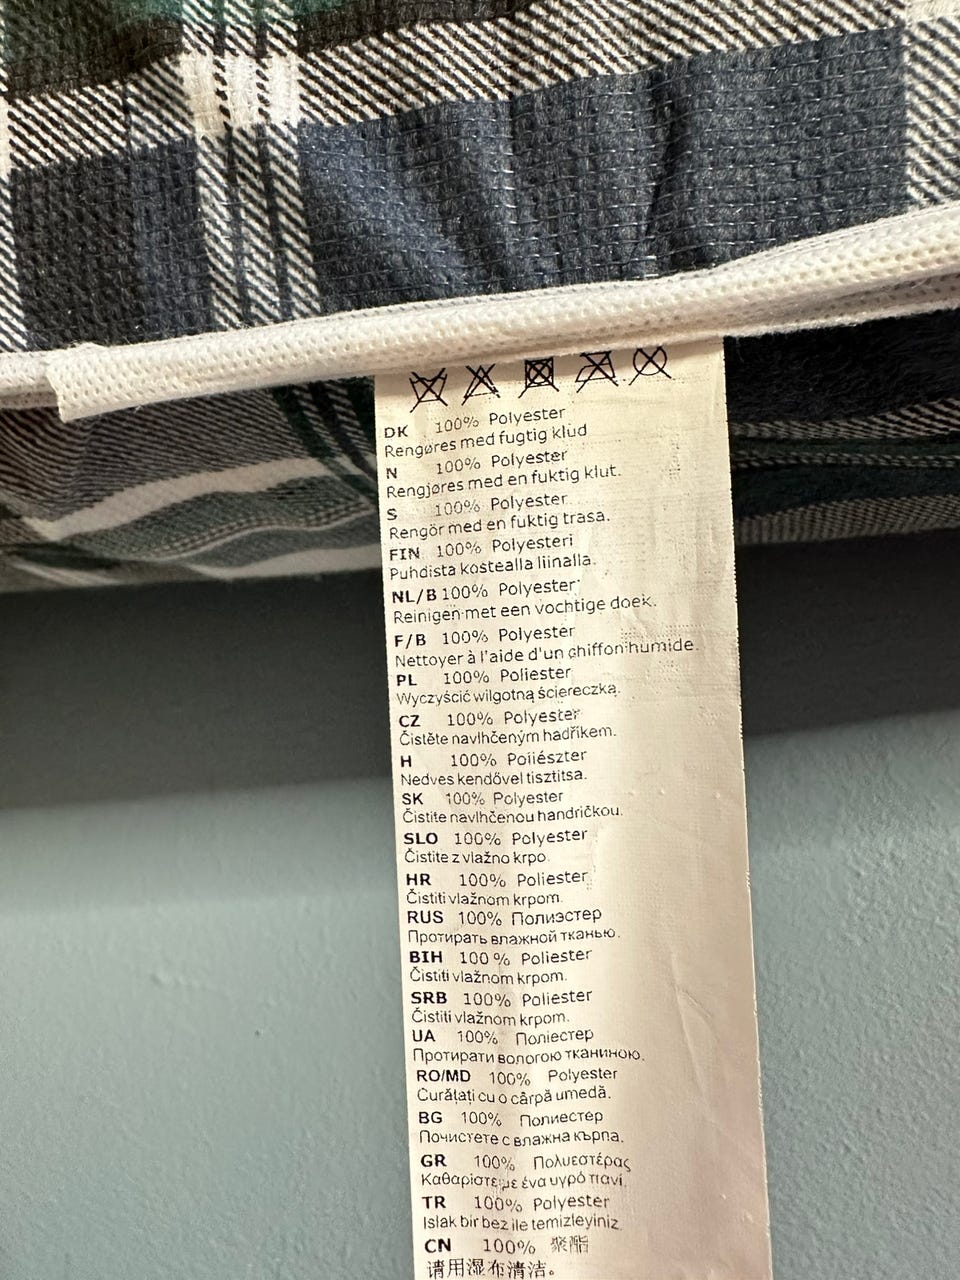 DK 100% Polyester
Rengøres med fugtig klud
N 100% Polyester
Rengjøres med en fuktig klut.
S 100% Polyester
Rengör med en fuktig trasa.
FIN 100% Polyesteri
Puhdista kostealla liinalla.
NL/B 100% Polyester
Reinigen met een vochtige doek.
F/B 100% Polyester
Nettoyer à l'aide d'un chiffon humide.
PL 100% Poliester
Wyczyścić wilgotną ściereczką.
CZ 100% Polyester
Čistěte navlhčeným hadříkem.
H 100% Poliészter
Nedves kendővel tisztítsa.
SK 100% Polyester
Čistite navlhčenou handričkou.
SLO 100% Polyester
Čistite z vlažno krpo
HR 100% Poliester
Čistiti vlažnom krpom.
RUS 100% Полиэстер
Протирать влажной тканью.
BIH 100 % Poliester
Čistiti vlažnom krpom.
SRB 100% Poliester
Čistiti vlažnom krpom.
UA 100% Поліестер
Протирати вологою тканиною.
RO/MD 100% Polyester
Curățați cu o cârpă umedă.
BG 100% Полиестер
Почистете с влажна кърпа.
GR 100% Πολυεστέρας
Καθαρίστε με ένα υγρό πανί.
TR 100% Polyester
Islak bir bez ile temizleyiniz.
CN 100% 聚酯
请用湿布清洁。